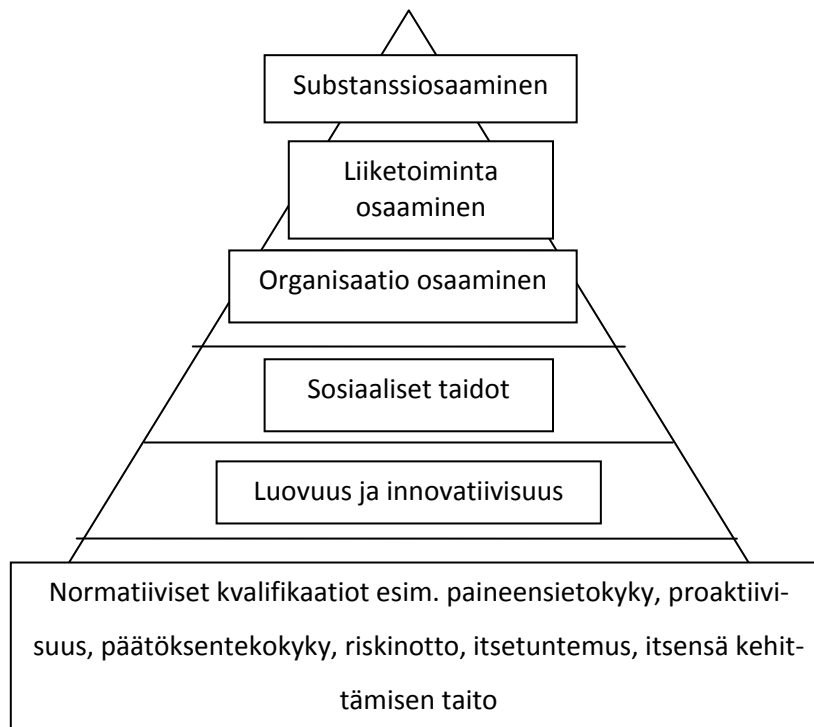 Substanssiosaaminen
Liiketoiminta
osaaminen
Organisaatio osaaminen
Sosiaaliset taidot
Luovuus ja innovatiivisuus
Normatiiviset kvalifikaatiot esim. paineensietokyky, proaktiivi-
suus, päätöksentekokyky, riskinotto, itsetuntemus, itsensä kehit-
tämisen taito